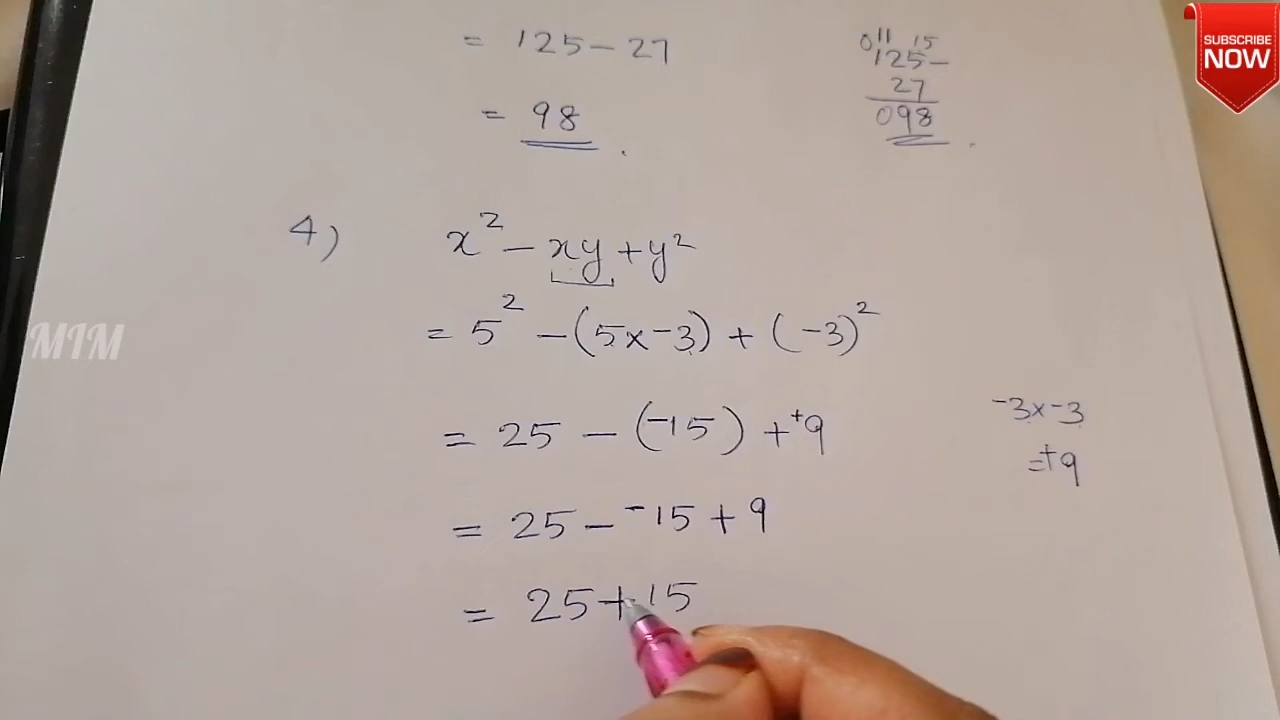 = 125 - 27
= 98 .
0 11 15
125 -
27
098 .
SUBSCRIBE
NOW
4) x² - xy + y²
= 5² - (5 x -3) + (-3)²
MIM
= 25 - (-15) + +9
-3 x -3
= +9
= 25 - -15 + 9
= 25 + 15